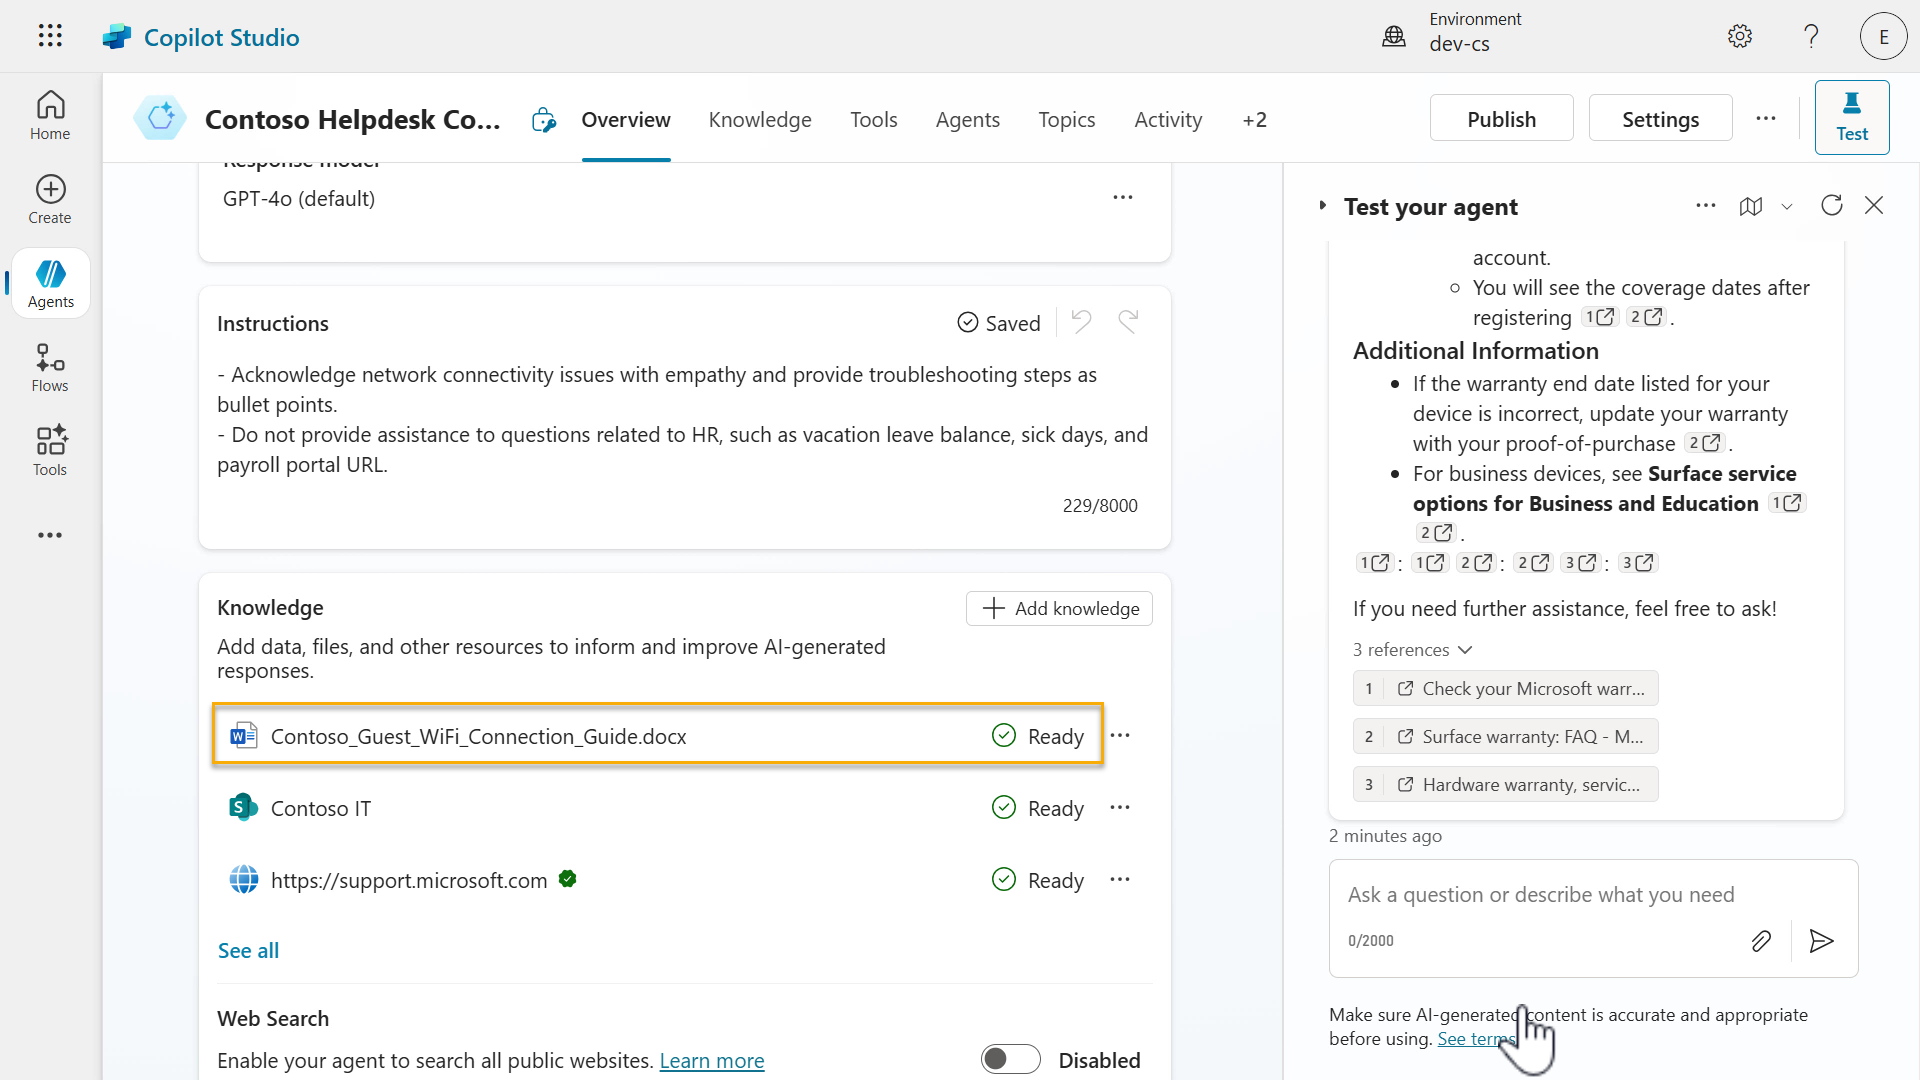 Copilot Studio
Environment
dev-cs
?
E
Home
Create
Agents
Flows
Tools
Contoso Helpdesk Co...
Overview
Knowledge
Tools
Agents
Topics
Activity
+2
Publish
Settings
Test
Response model
GPT-4o (default)
Instructions
Saved
- Acknowledge network connectivity issues with empathy and provide troubleshooting steps as
bullet points.
- Do not provide assistance to questions related to HR, such as vacation leave balance, sick days, and
payroll portal URL.
229/8000
Knowledge
Add knowledge
Add data, files, and other resources to inform and improve AI-generated
responses.
Contoso_Guest_WiFi_Connection_Guide.docx
Ready
Contoso IT
Ready
https://support.microsoft.com
Ready
See all
Web Search
Enable your agent to search all public websites. Learn more
Disabled
Test your agent
account.
You will see the coverage dates after
registering 1 2 .
Additional Information
If the warranty end date listed for your
device is incorrect, update your warranty
with your proof-of-purchase 2 .
For business devices, see Surface service
options for Business and Education 1
2 .
1 : 1 2 : 2 3 : 3
If you need further assistance, feel free to ask!
3 references
1 Check your Microsoft warr...
2 Surface warranty: FAQ - M...
3 Hardware warranty, servic...
2 minutes ago
Ask a question or describe what you need
0/2000
Make sure AI-generated content is accurate and appropriate
before using. See terms